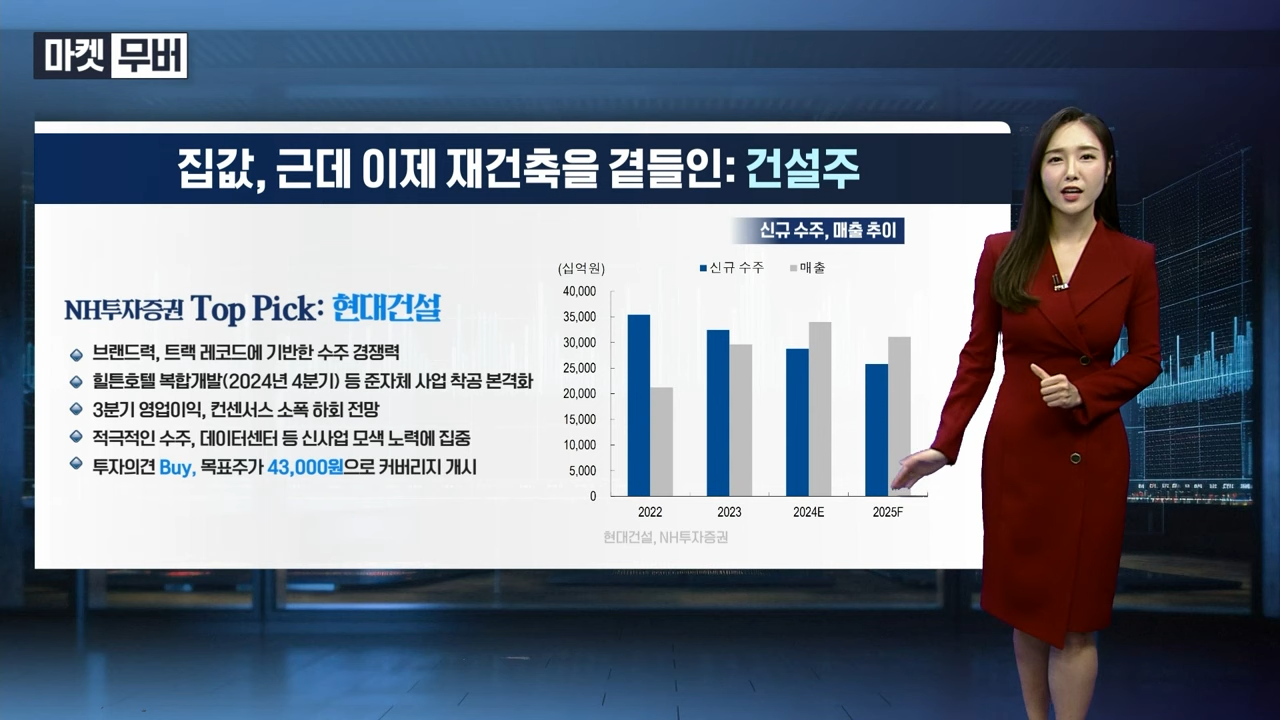 마켓 무버
집값, 근데 이제 재건축을 곁들인: 건설주
신규 수주, 매출 추이
NH투자증권 Top Pick: 현대건설
브랜드력, 트랙 레코드에 기반한 수주 경쟁력
힐튼호텔 복합개발(2024년 4분기) 등 준자체 사업 착공 본격화
3분기 영업이익, 컨센서스 소폭 하회 전망
적극적인 수주, 데이터센터 등 신사업 모색 노력에 집중
투자의견 Buy, 목표주가 43,000원으로 커버리지 개시
(십억원)
신규 수주 매출
40,000
35,000
30,000
25,000
20,000
15,000
10,000
5,000
0
2022 2023 2024E 2025F
현대건설, NH투자증권